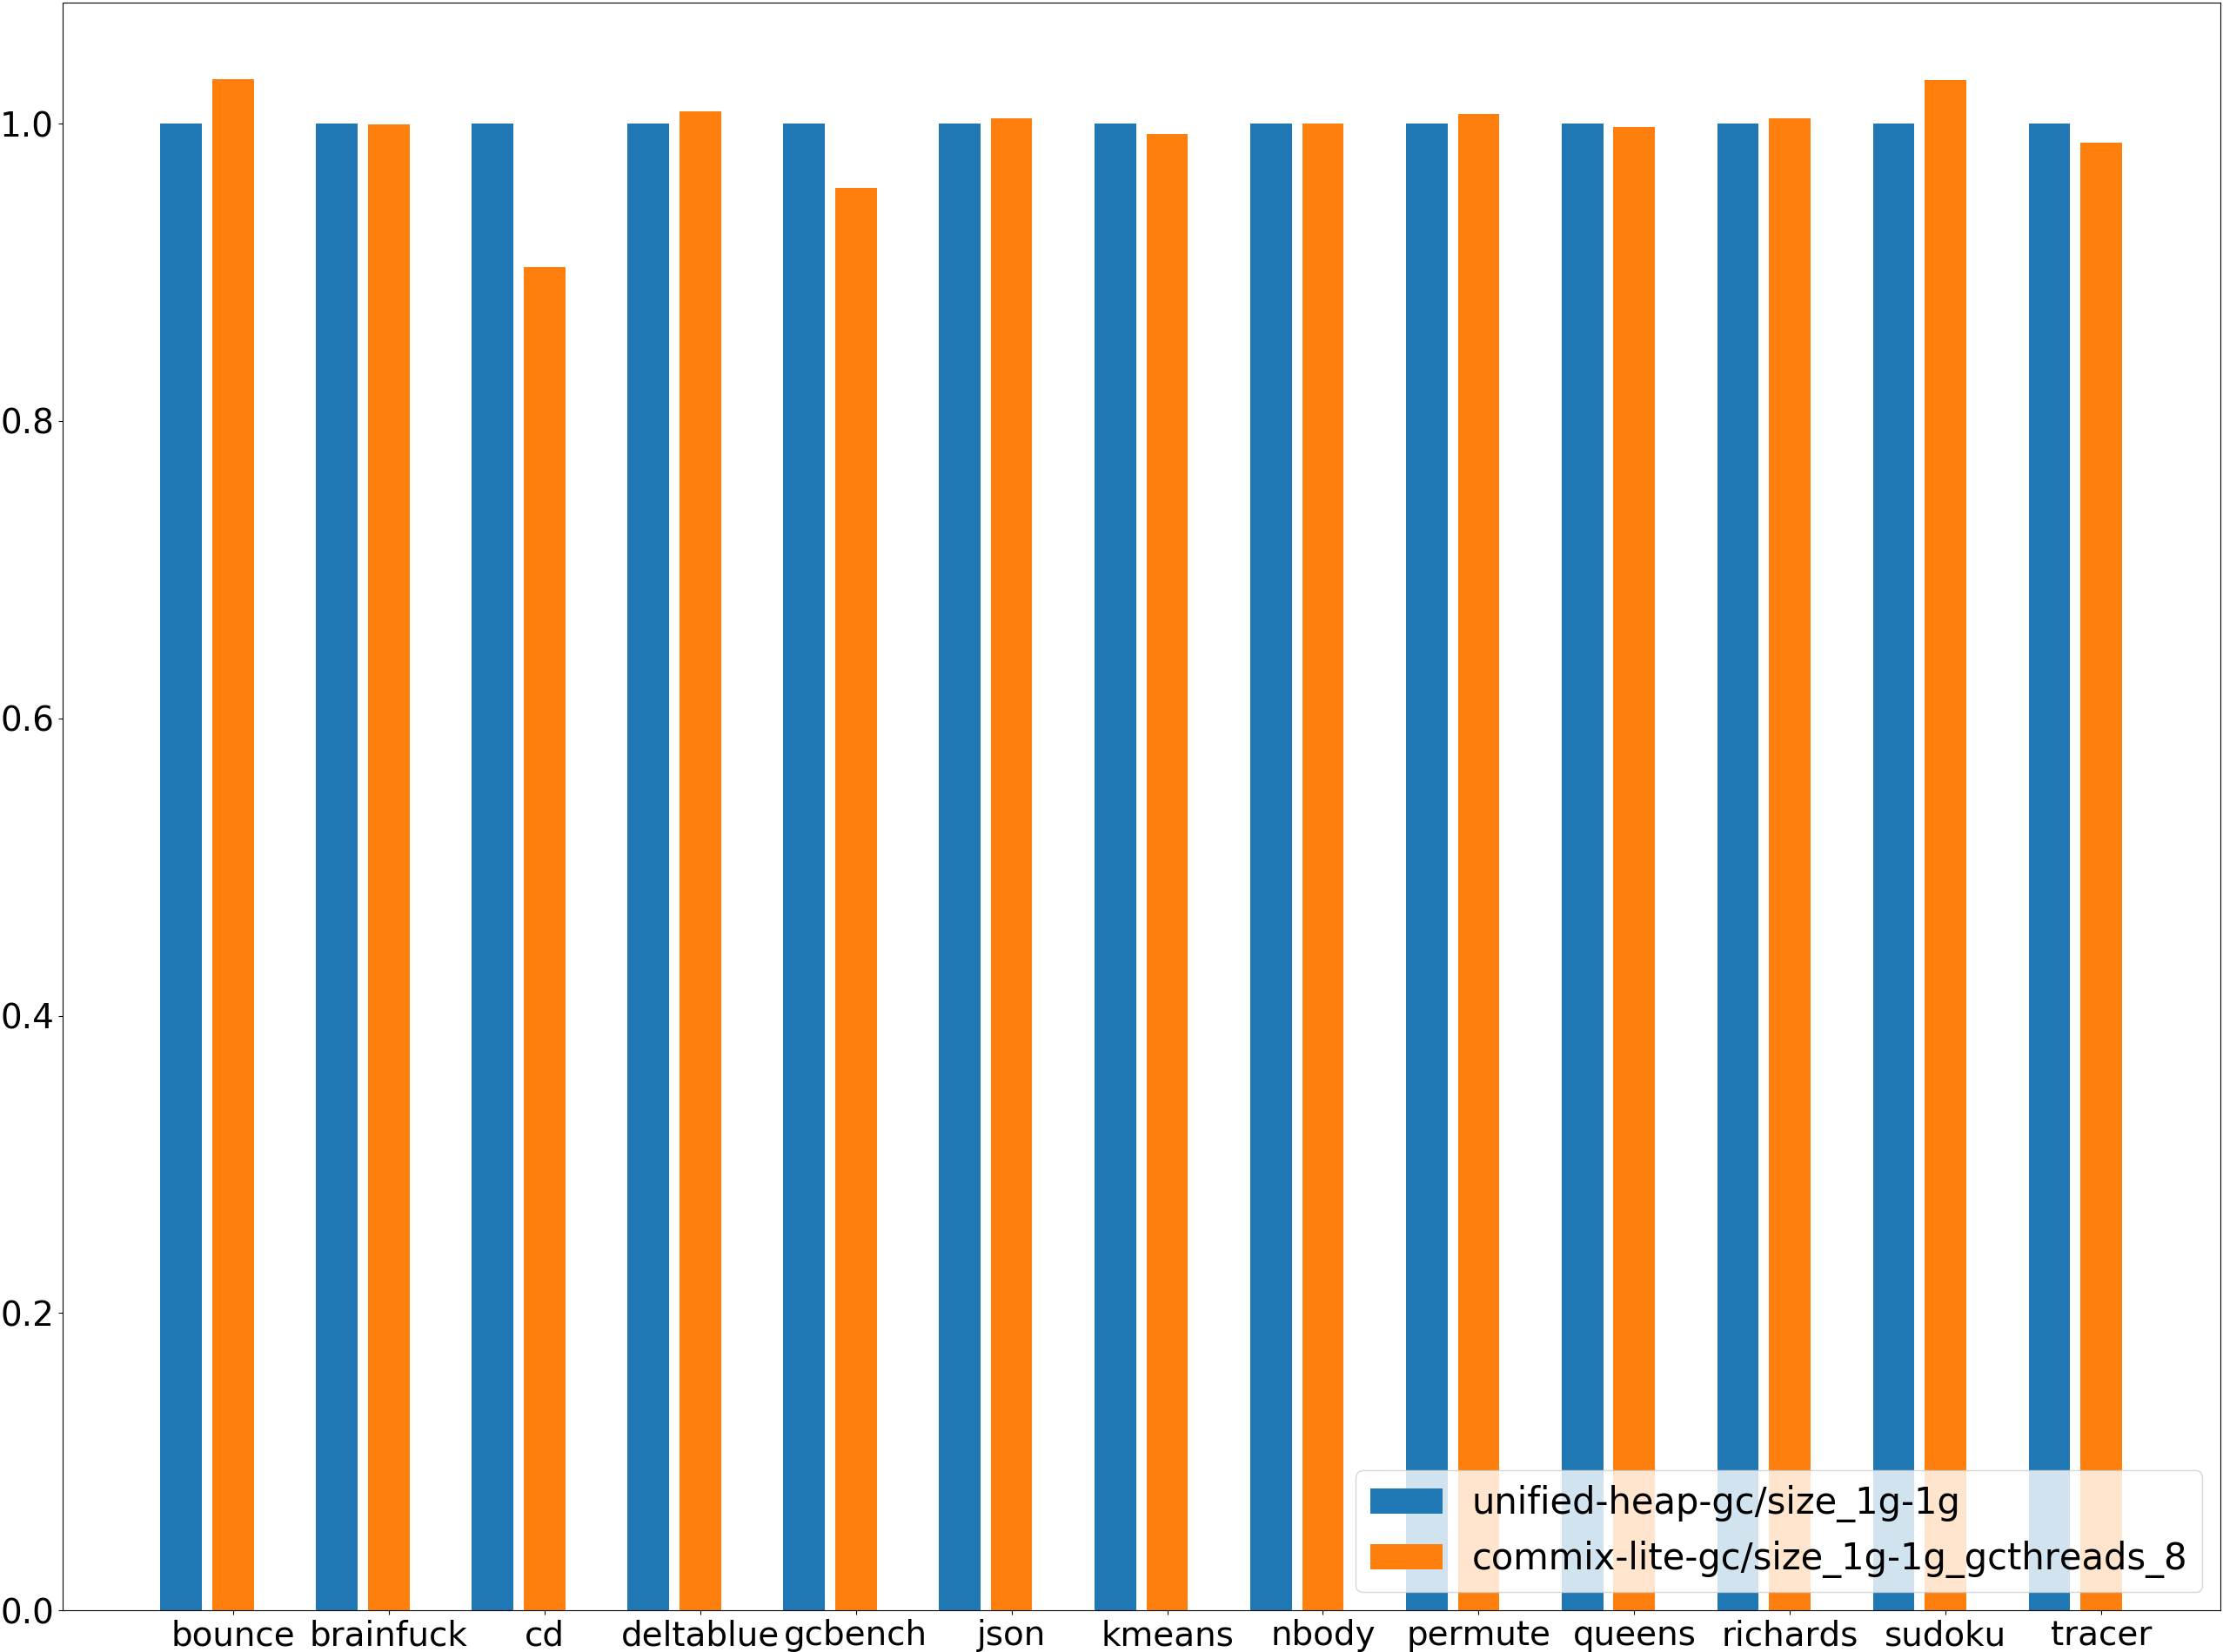 1.0
0.8
0.6
0.4
0.2
0.0
unified-heap-gc/size_1g-1g
commix-lite-gc/size_1g-1g_gcthreads_8
bounce brainfuck cd deltablue gcbench json kmeans nbody permute queens richards sudoku tracer